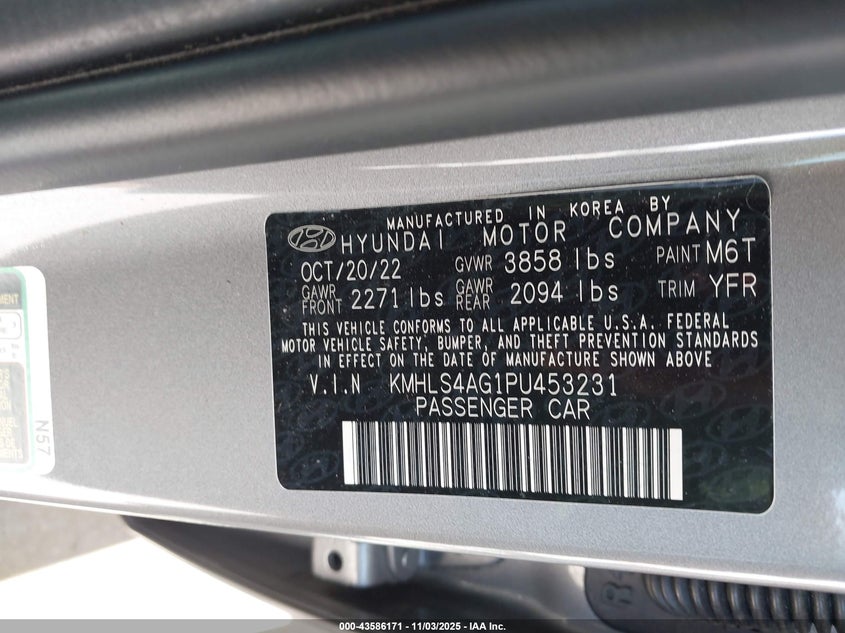 MANUFACTURED IN KOREA BY
HYUNDAI MOTOR COMPANY
OCT/20/22 GVWR 3858 lbs PAINT M6T
GAWR FRONT 2271 lbs GAWR REAR 2094 lbs TRIM YFR
THIS VEHICLE CONFORMS TO ALL APPLICABLE U.S.A. FEDERAL
MOTOR VEHICLE SAFETY, BUMPER, AND THEFT PREVENTION STANDARDS
IN EFFECT ON THE DATE OF MANUFACTURE SHOWN ABOVE
V.I.N KMHLS4AG1PU453231
PASSENGER CAR
N57
000-43586171 - 11/03/2025 - IAA Inc.